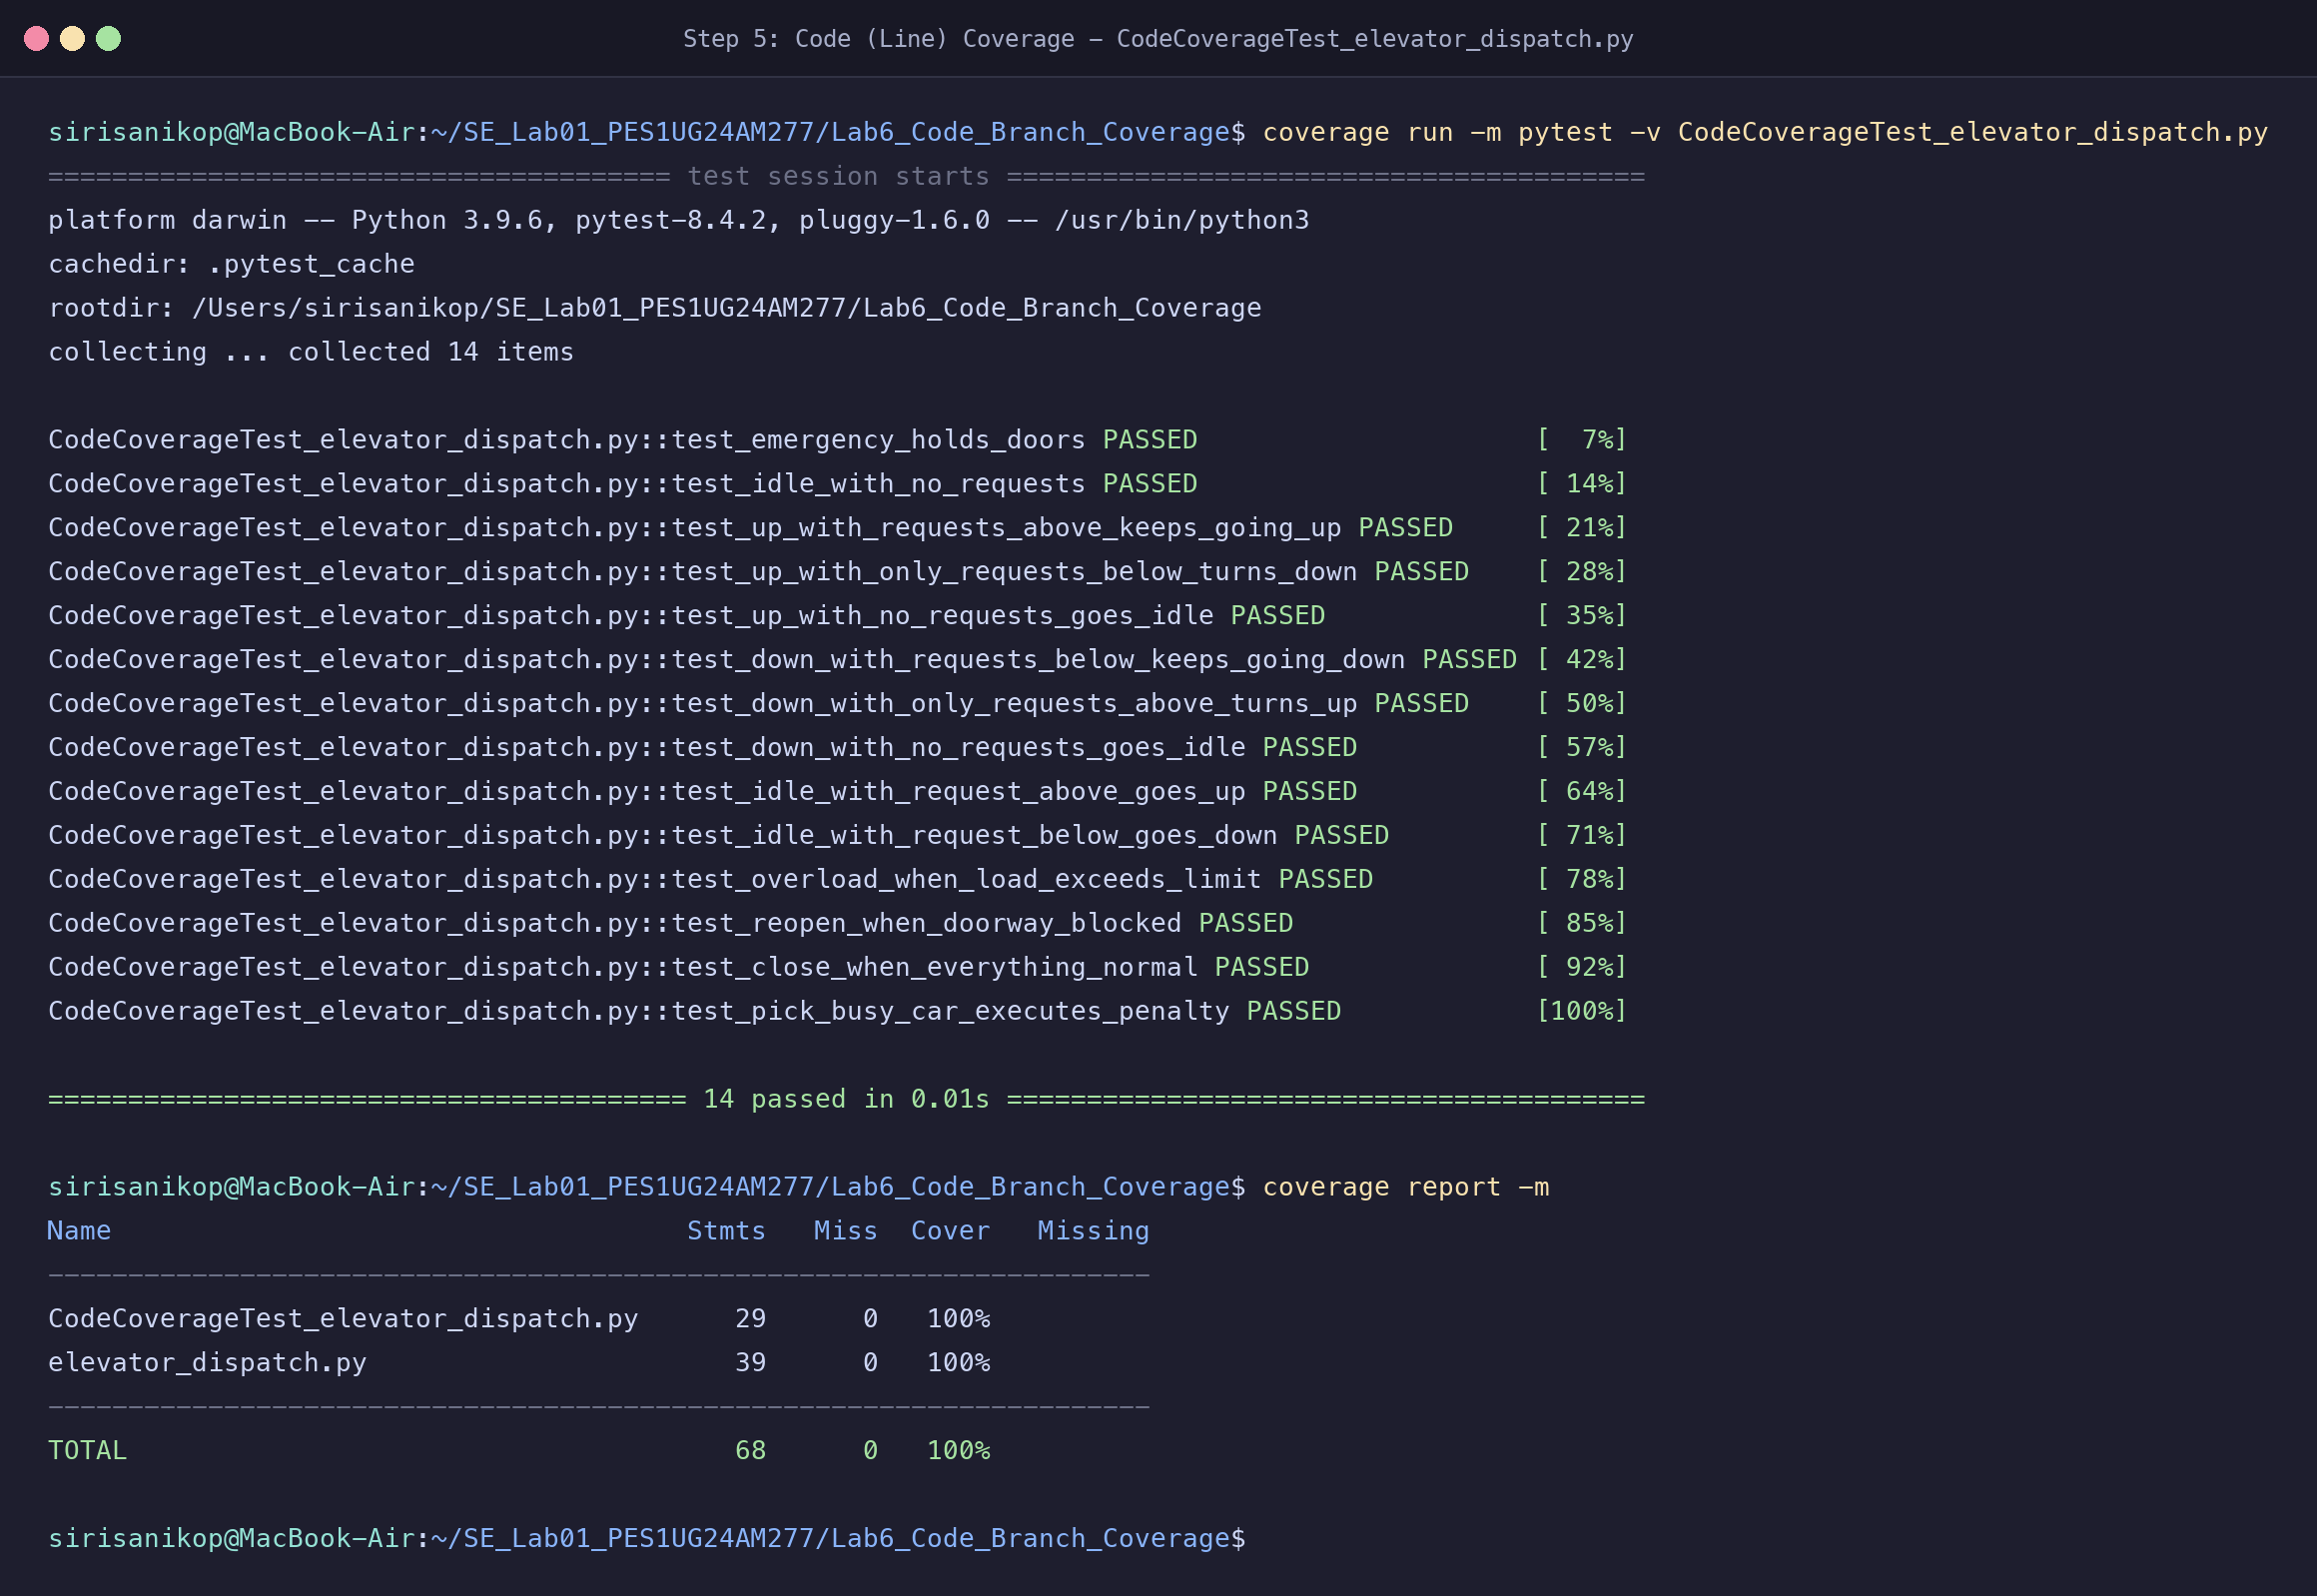 Step 5: Code (Line) Coverage — CodeCoverageTest_elevator_dispatch.py
sirisanikop@MacBook-Air:~/SE_Lab01_PES1UG24AM277/Lab6_Code_Branch_Coverage$ coverage run -m pytest -v CodeCoverageTest_elevator_dispatch.py
======================================= test session starts ========================================
platform darwin -- Python 3.9.6, pytest-8.4.2, pluggy-1.6.0 -- /usr/bin/python3
cachedir: .pytest_cache
rootdir: /Users/sirisanikop/SE_Lab01_PES1UG24AM277/Lab6_Code_Branch_Coverage
collecting ... collected 14 items
CodeCoverageTest_elevator_dispatch.py::test_emergency_holds_doors PASSED                     [  7%]
CodeCoverageTest_elevator_dispatch.py::test_idle_with_no_requests PASSED                     [ 14%]
CodeCoverageTest_elevator_dispatch.py::test_up_with_requests_above_keeps_going_up PASSED     [ 21%]
CodeCoverageTest_elevator_dispatch.py::test_up_with_only_requests_below_turns_down PASSED    [ 28%]
CodeCoverageTest_elevator_dispatch.py::test_up_with_no_requests_goes_idle PASSED             [ 35%]
CodeCoverageTest_elevator_dispatch.py::test_down_with_requests_below_keeps_going_down PASSED [ 42%]
CodeCoverageTest_elevator_dispatch.py::test_down_with_only_requests_above_turns_up PASSED    [ 50%]
CodeCoverageTest_elevator_dispatch.py::test_down_with_no_requests_goes_idle PASSED           [ 57%]
CodeCoverageTest_elevator_dispatch.py::test_idle_with_request_above_goes_up PASSED           [ 64%]
CodeCoverageTest_elevator_dispatch.py::test_idle_with_request_below_goes_down PASSED         [ 71%]
CodeCoverageTest_elevator_dispatch.py::test_overload_when_load_exceeds_limit PASSED          [ 78%]
CodeCoverageTest_elevator_dispatch.py::test_reopen_when_doorway_blocked PASSED               [ 85%]
CodeCoverageTest_elevator_dispatch.py::test_close_when_everything_normal PASSED              [ 92%]
CodeCoverageTest_elevator_dispatch.py::test_pick_busy_car_executes_penalty PASSED            [100%]
======================================== 14 passed in 0.01s ========================================
sirisanikop@MacBook-Air:~/SE_Lab01_PES1UG24AM277/Lab6_Code_Branch_Coverage$ coverage report -m
Name                                    Stmts   Miss  Cover   Missing
---------------------------------------------------------------------
CodeCoverageTest_elevator_dispatch.py      29      0   100%
elevator_dispatch.py                       39      0   100%
---------------------------------------------------------------------
TOTAL                                      68      0   100%
sirisanikop@MacBook-Air:~/SE_Lab01_PES1UG24AM277/Lab6_Code_Branch_Coverage$